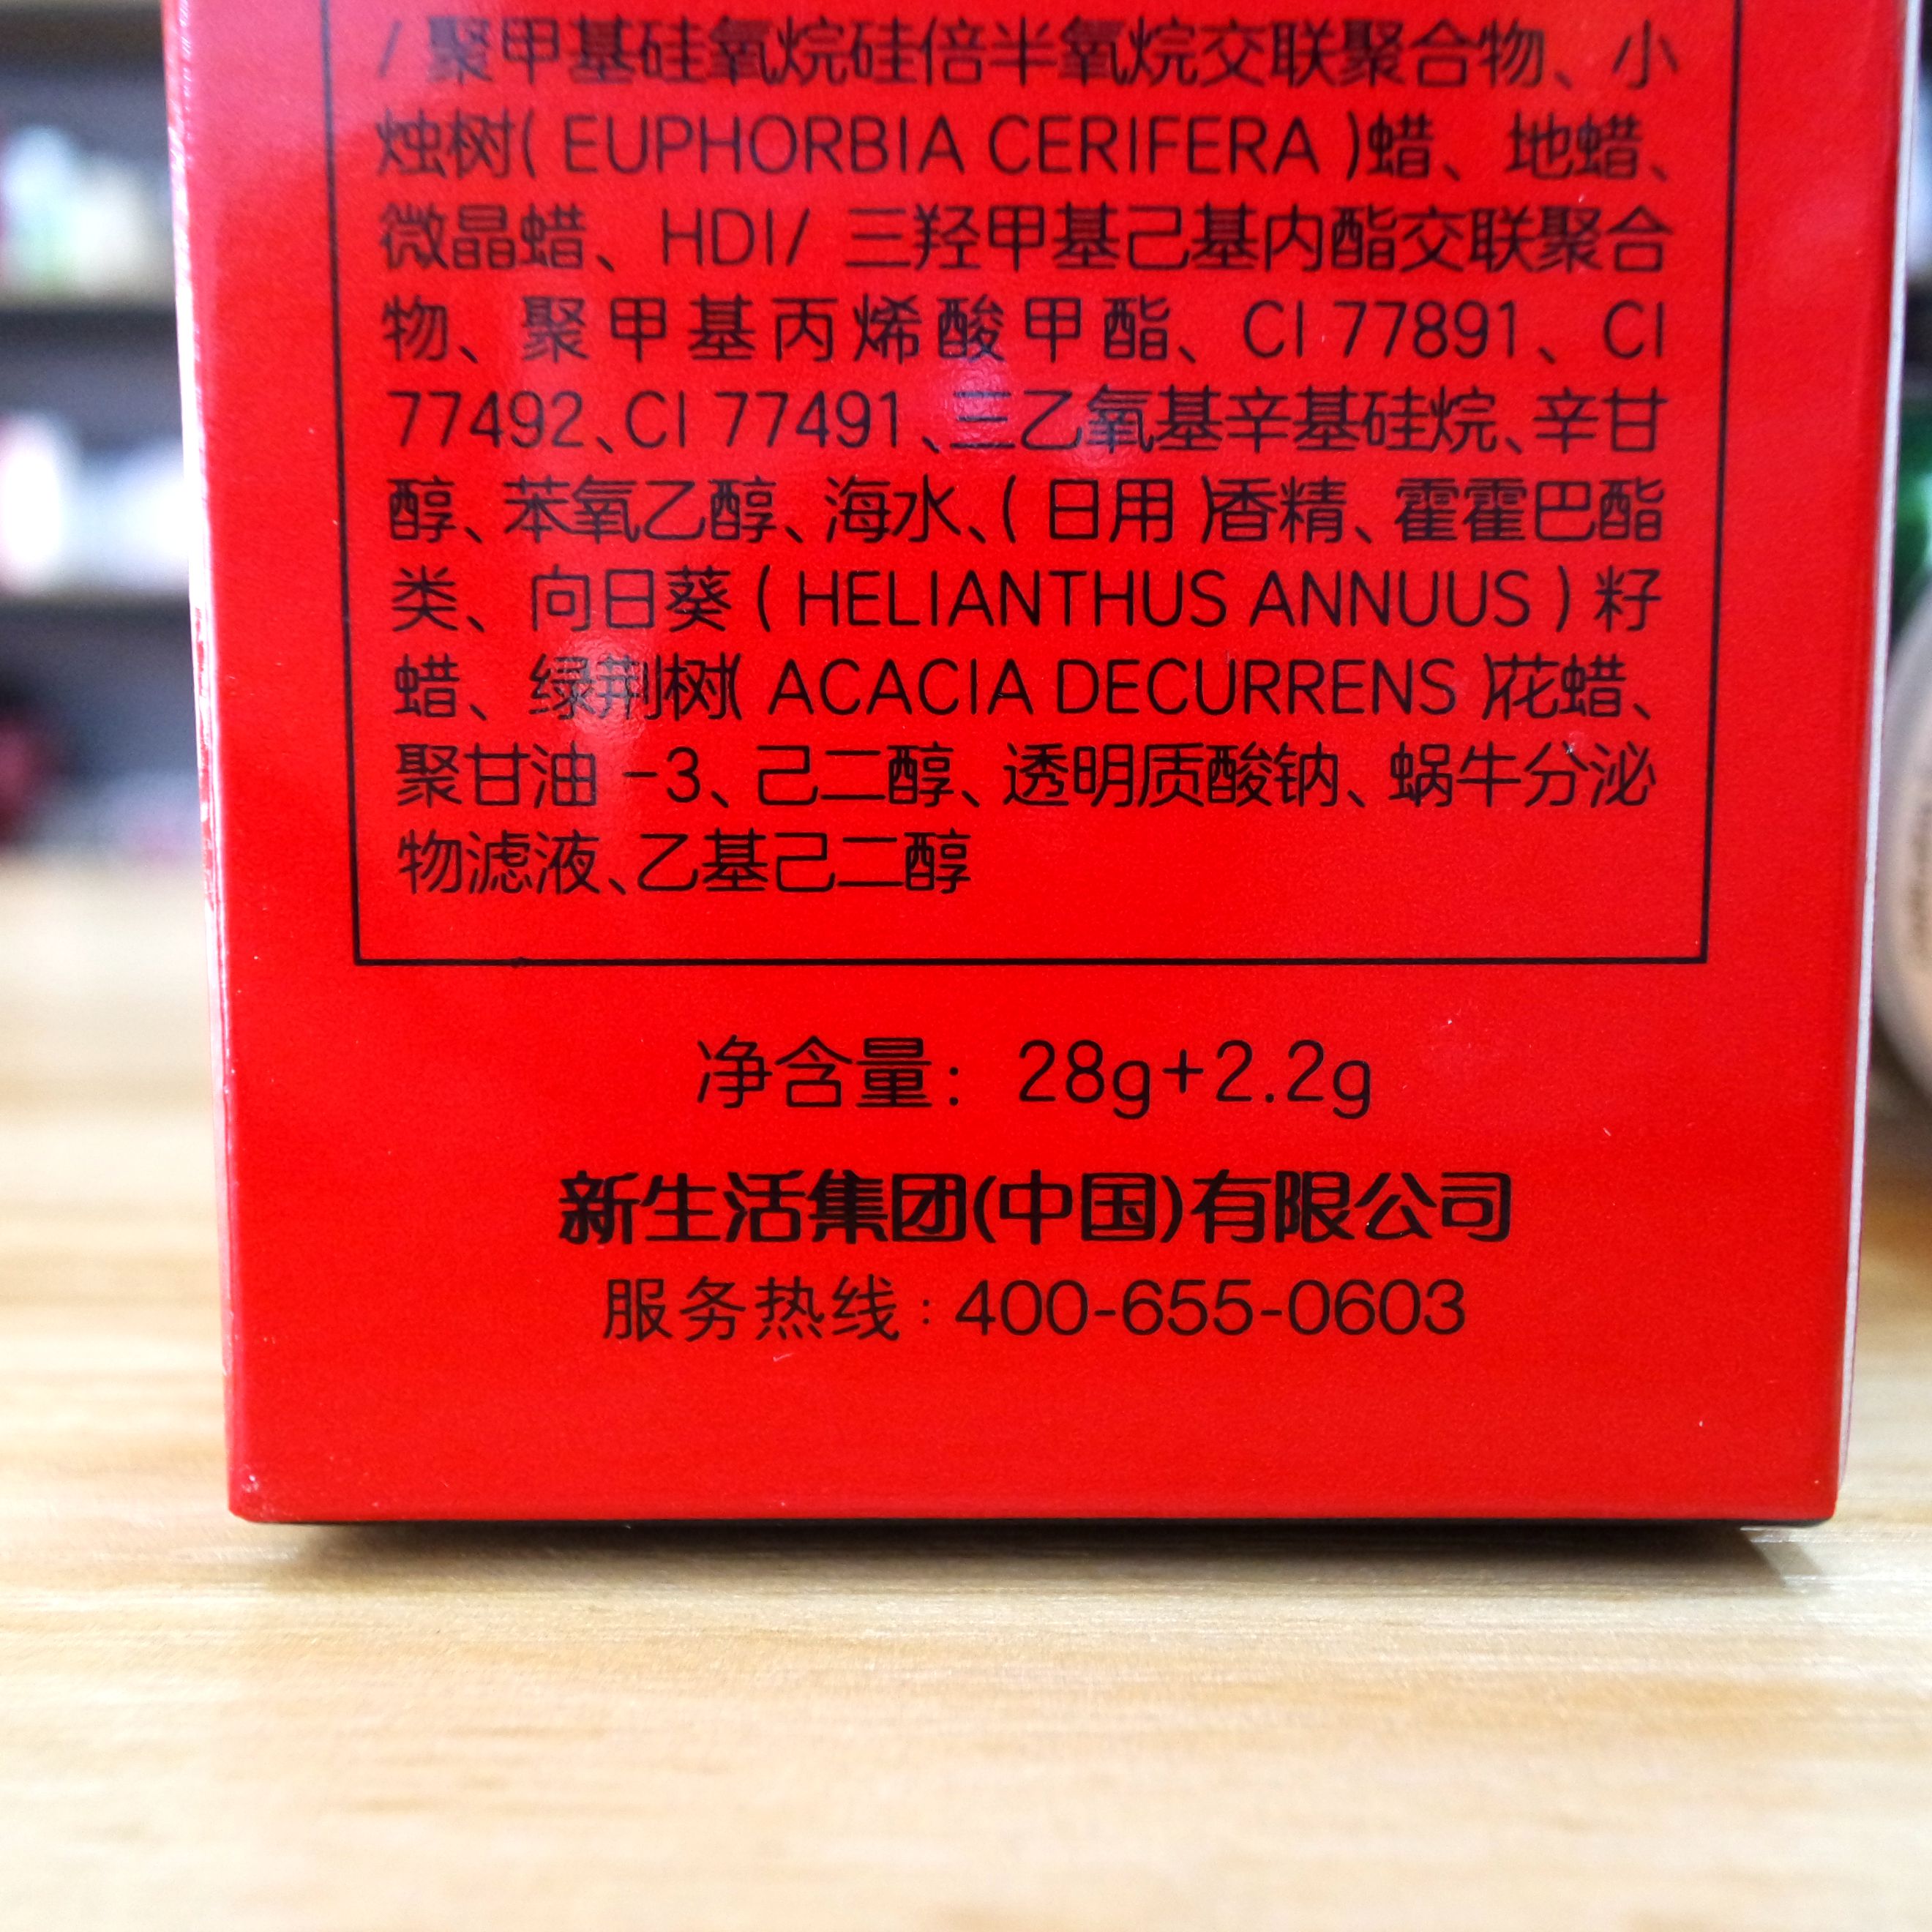 / 聚甲基硅氧烷硅倍半氧烷交联聚合物、小
烛树( EUPHORBIA CERIFERA )蜡、地蜡、
微晶蜡、HDI/ 三羟甲基己基内酯交联聚合
物、聚甲基丙烯酸甲酯、CI 77891、CI
77492、CI 77491、三乙氧基辛基硅烷、辛甘
醇、苯氧乙醇、海水、( 日用 )香精、霍霍巴酯
类、向日葵 ( HELIANTHUS ANNUUS ) 籽
蜡、绿荆树( ACACIA DECURRENS )花蜡、
聚甘油 -3、己二醇、透明质酸钠、蜗牛分泌
物滤液、乙基己二醇
净含量：28g+2.2g
新生活集团(中国)有限公司
服务热线：400-655-0603